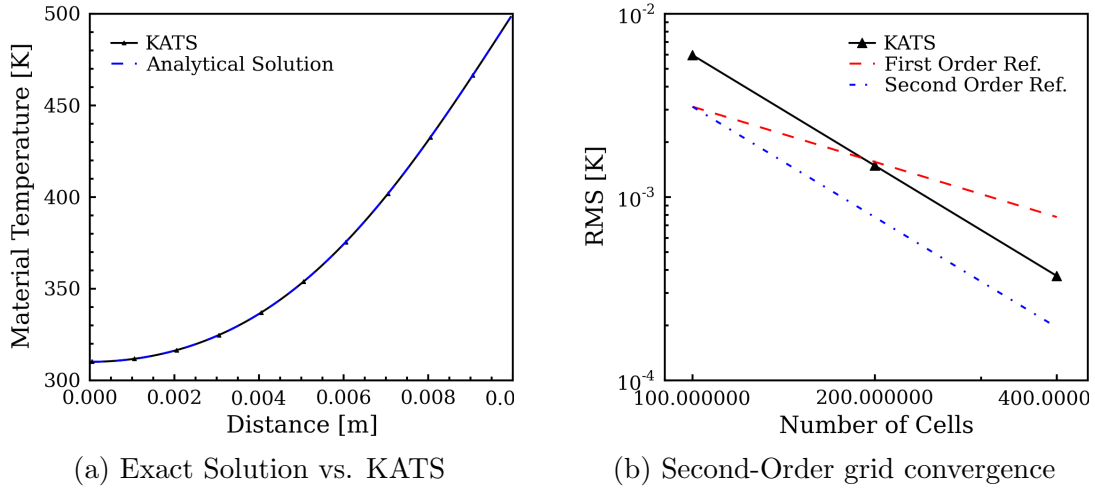 500
450
400
350
300
Material Temperature [K]
KATS
Analytical Solution
0.000
0.002
0.004
0.006
0.008
0.0
Distance [m]
(a) Exact Solution vs. KATS
10^-2
10^-3
10^-4
RMS [K]
KATS
First Order Ref.
Second Order Ref.
100.000000
200.000000
400.0000
Number of Cells
(b) Second-Order grid convergence